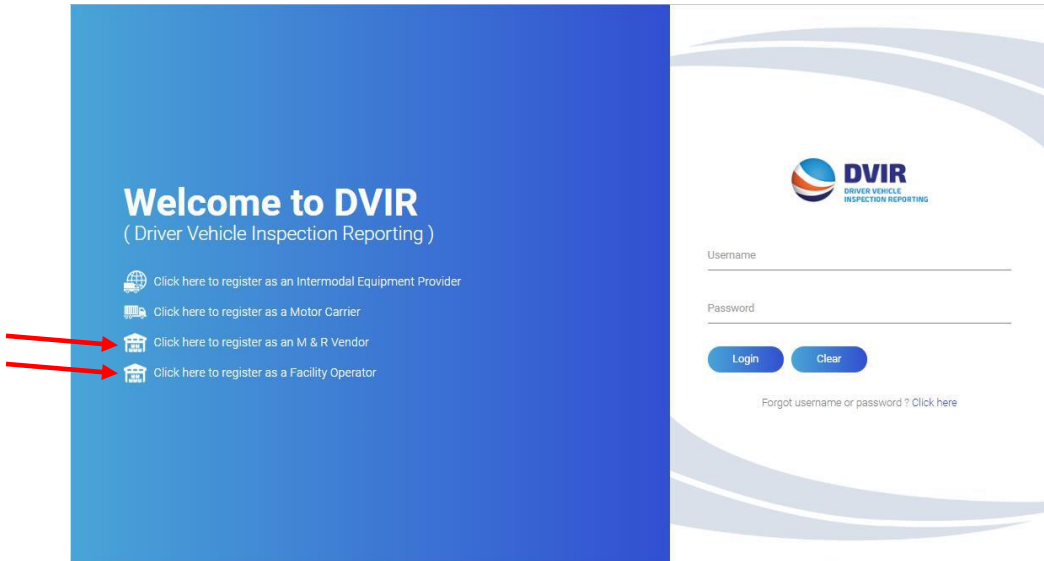 Welcome to DVIR
( Driver Vehicle Inspection Reporting )
Click here to register as an Intermodal Equipment Provider
Click here to register as a Motor Carrier
Click here to register as an M & R Vendor
Click here to register as a Facility Operator
DVIR
DRIVER VEHICLE
INSPECTION REPORTING
Username
Password
Login Clear
Forgot username or password ? Click here